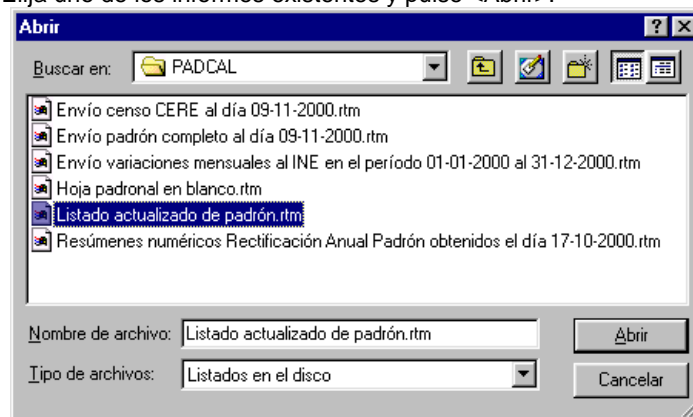 Elija uno de los informes existentes y pulse <Abrir>.
Abrir
Buscar en: PADCAL
Envío censo CERE al día 09-11-2000.rtm
Envío padrón completo al día 09-11-2000.rtm
Envío variaciones mensuales al INE en el período 01-01-2000 al 31-12-2000.rtm
Hoja padronal en blanco.rtm
Listado actualizado de padrón.rtm
Resúmenes numéricos Rectificación Anual Padrón obtenidos el día 17-10-2000.rtm
Nombre de archivo: Listado actualizado de padrón.rtm Abrir
Tipo de archivos: Listados en el disco Cancelar